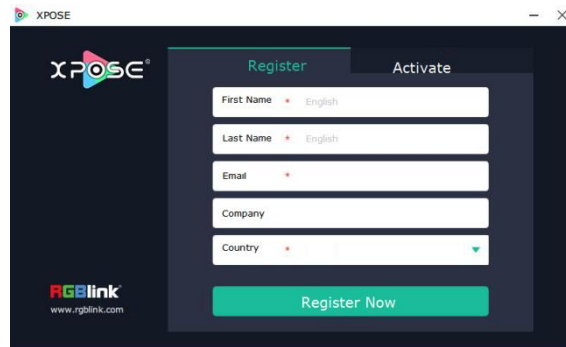 XPOSE
XPOSE®
Register
Activate
First Name * English
Last Name * English
Email *
Company
Country *
Register Now
RGBlink®
www.rgblink.com